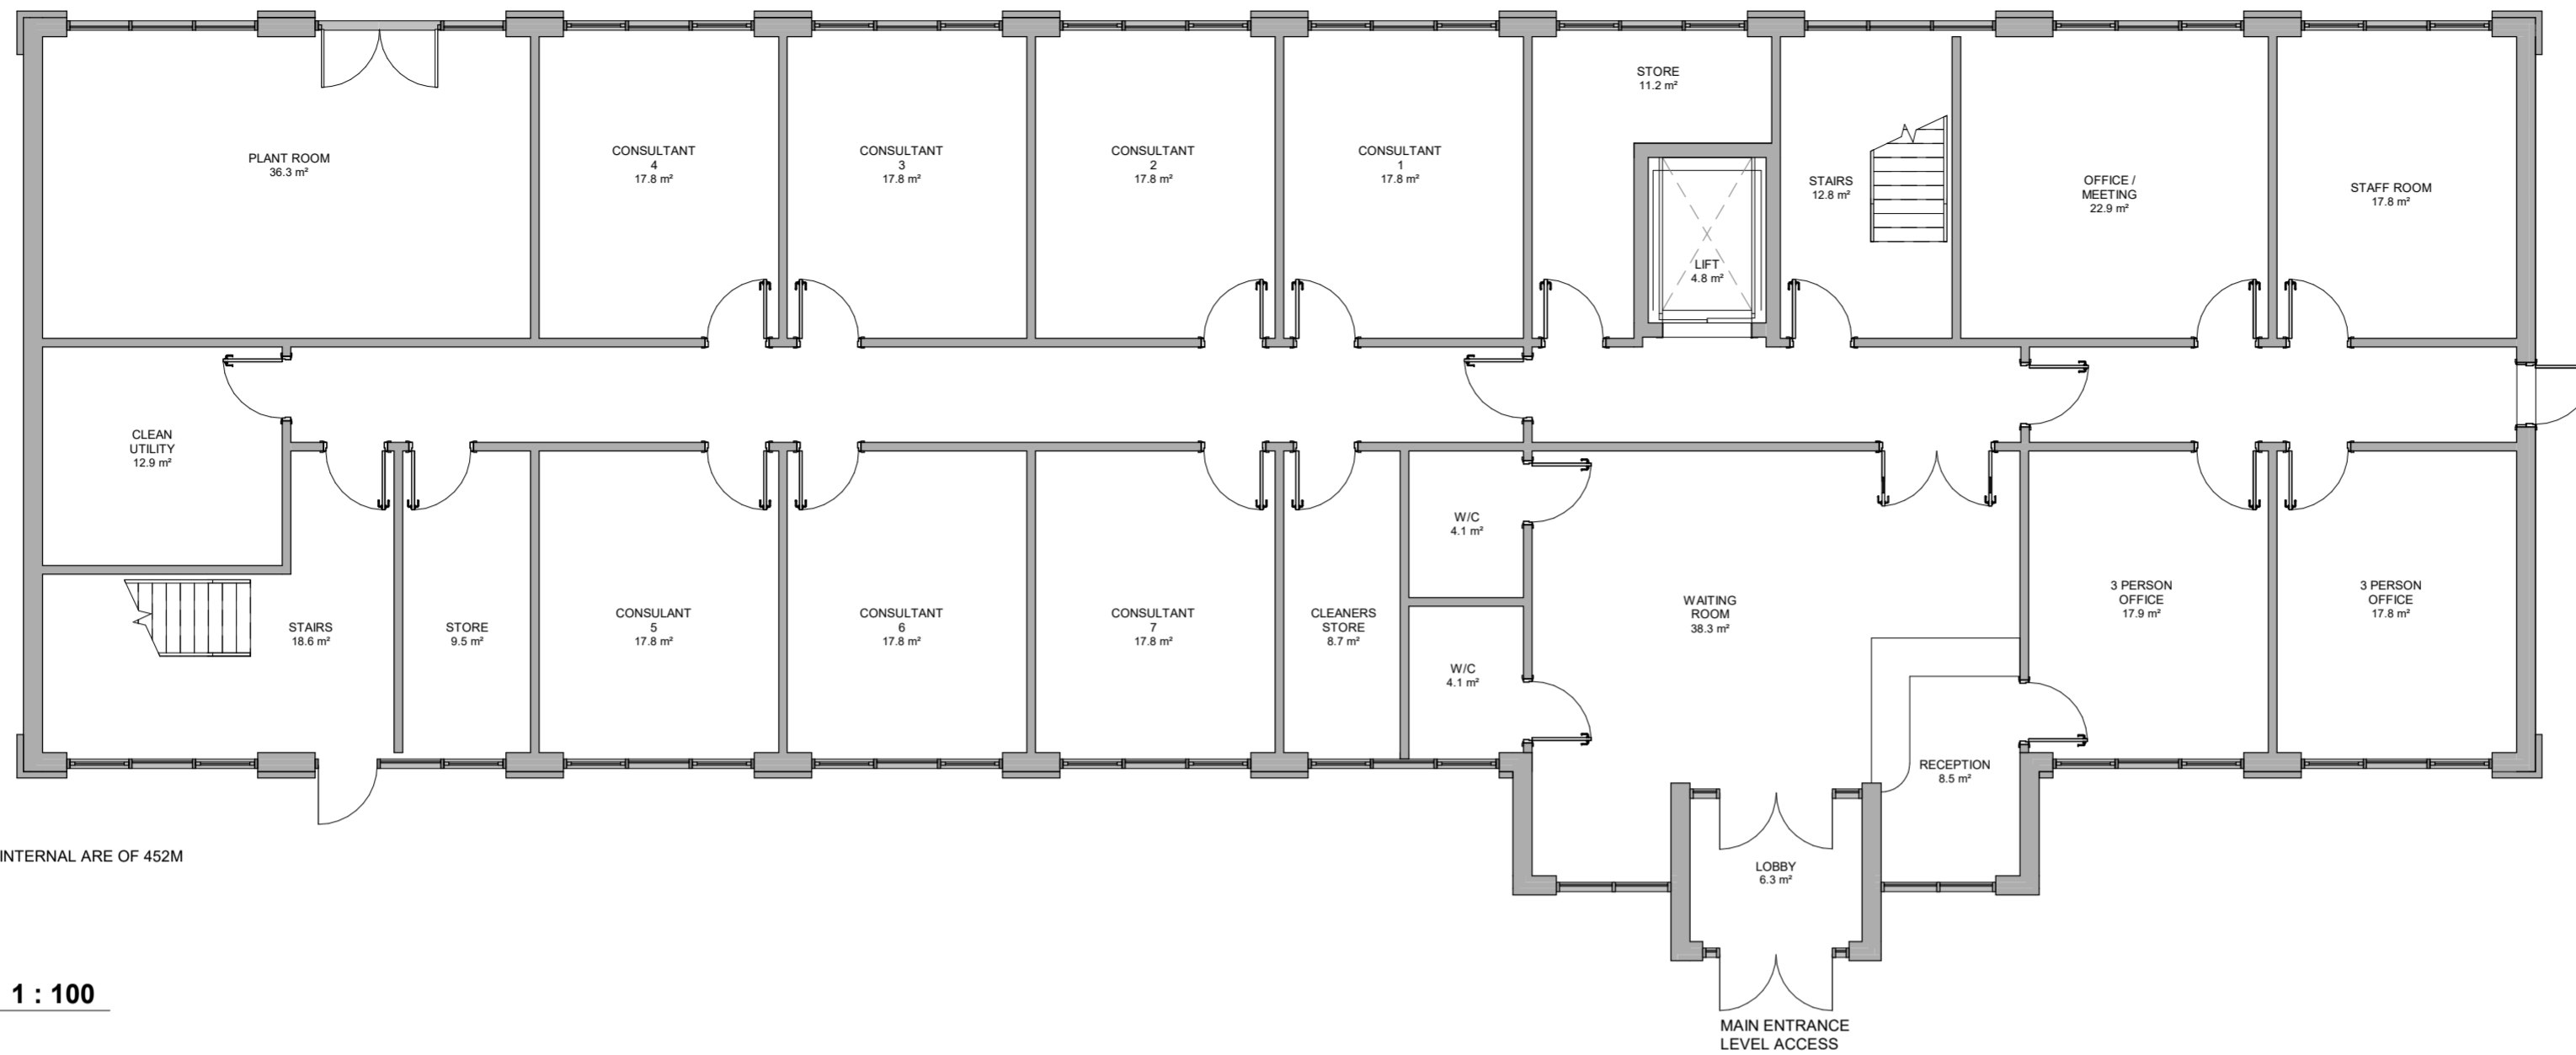 PLANT ROOM
36.3 m²
CONSULTANT
4
17.8 m²
CONSULTANT
3
17.8 m²
CONSULTANT
2
17.8 m²
CONSULTANT
1
17.8 m²
STORE
11.2 m²
LIFT
4.8 m²
STAIRS
12.8 m²
OFFICE /
MEETING
22.9 m²
STAFF ROOM
17.8 m²
CLEAN
UTILITY
12.9 m²
STAIRS
18.6 m²
STORE
9.5 m²
CONSULANT
5
17.8 m²
CONSULTANT
6
17.8 m²
CONSULTANT
7
17.8 m²
CLEANERS
STORE
8.7 m²
W/C
4.1 m²
W/C
4.1 m²
WAITING
ROOM
38.3 m²
3 PERSON
OFFICE
17.9 m²
3 PERSON
OFFICE
17.8 m²
RECEPTION
8.5 m²
LOBBY
6.3 m²
INTERNAL ARE OF 452M
1 : 100
MAIN ENTRANCE
LEVEL ACCESS